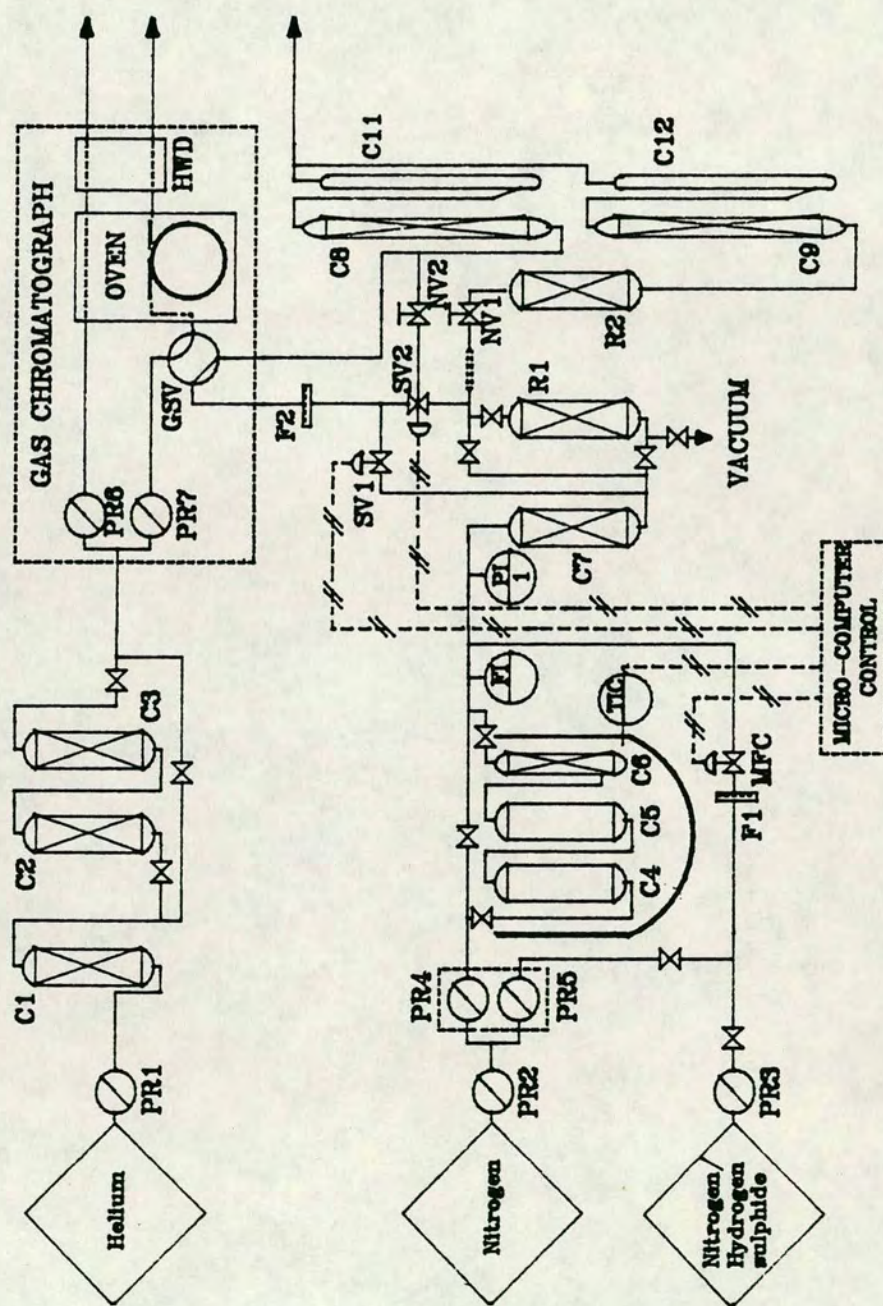 Helium
PR1
C1
C2
C3
GAS CHROMATOGRAPH
PR6
PR7
OVEN
GSV
HWD
F2
Nitrogen
PR2
PR4
PR5
C4
C5
C6
FI
TIC
PI
1
C7
SV1
SV2
NV2
NV1
R1
R2
VACUUM
C8
C11
C9
C12
Nitrogen/
Hydrogen
sulphide
PR3
F1
MFC
MICRO-COMPUTER
CONTROL